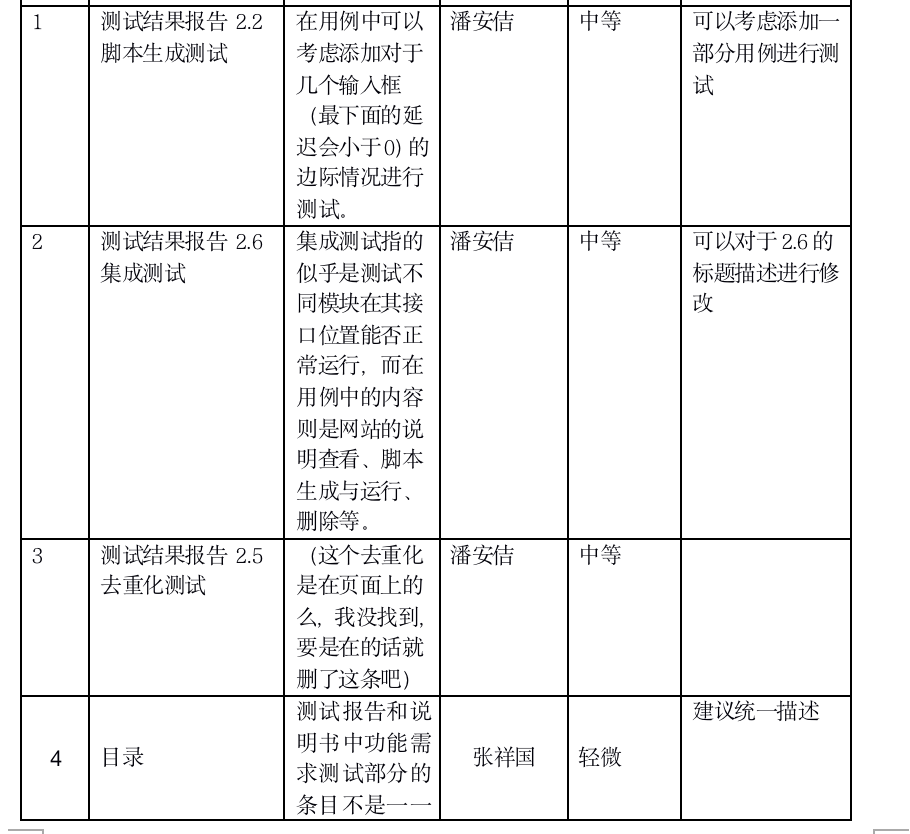 1
测试结果报告 2.2
脚本生成测试
在用例中可以
考虑添加对于
几个输入框
（最下面的延
迟会小于0）的
边际情况进行
测试。
潘安佶
中等
可以考虑添加一
部分用例进行测
试
2
测试结果报告 2.6
集成测试
集成测试指的
似乎是测试不
同模块在其接
口位置能否正
常运行，而在
用例中的内容
则是网站的说
明查看、脚本
生成与运行、
删除等。
潘安佶
中等
可以对于 2.6 的
标题描述进行修
改
3
测试结果报告 2.5
去重化测试
（这个去重化
是在页面上的
么，我没找到，
要是在的话就
删了这条吧）
潘安佶
中等
4
目录
测试报告和说
明书中功能需
求测试部分的
条目不是一一
张祥国
轻微
建议统一描述